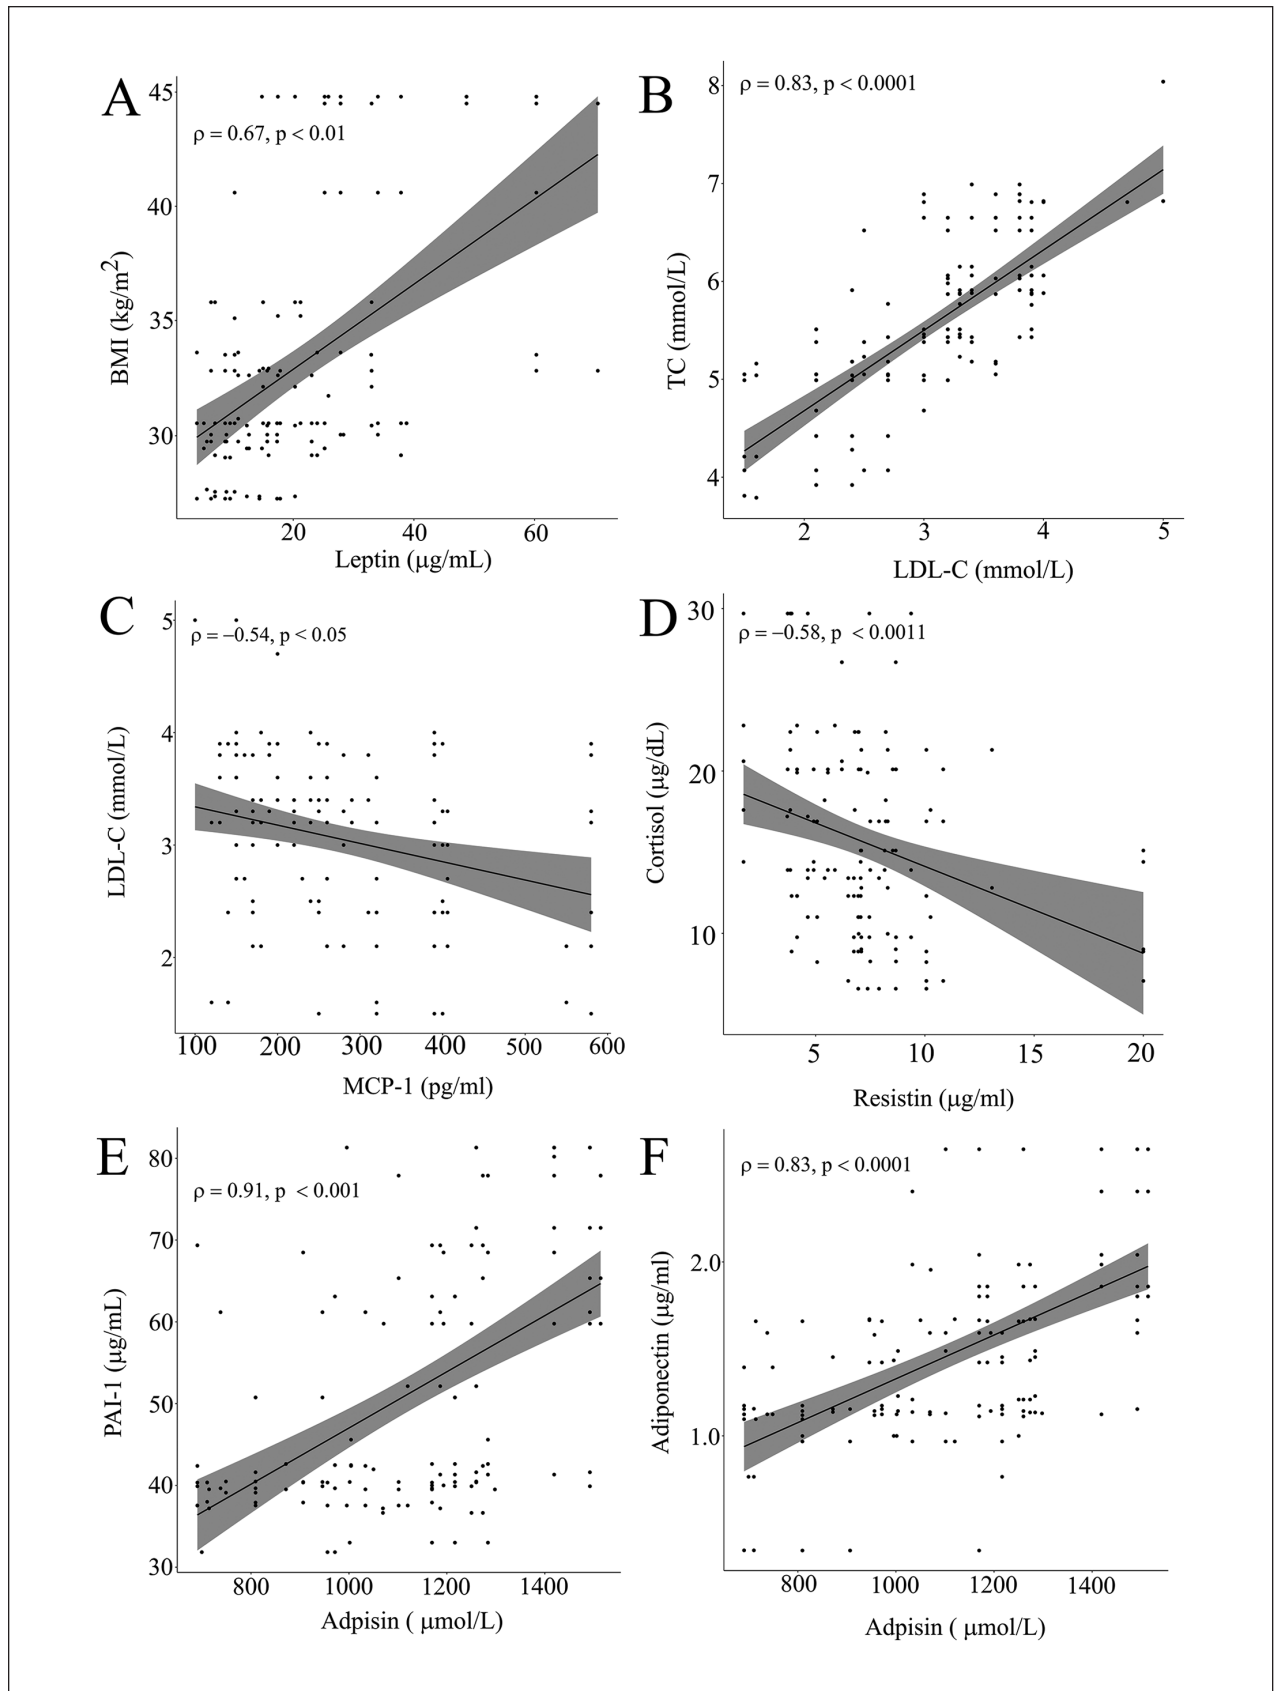 A
ρ = 0.67, p < 0.01
45
40
35
30
BMI (kg/m2)
20 40 60
Leptin (μg/mL)
B
ρ = 0.83, p < 0.0001
8
7
6
5
4
TC (mmol/L)
2 3 4 5
LDL-C (mmol/L)
C
ρ = –0.54, p < 0.05
5
4
3
2
LDL-C (mmol/L)
100 200 300 400 500 600
MCP-1 (pg/ml)
D
ρ = –0.58, p < 0.0011
30
20
10
Cortisol (μg/dL)
5 10 15 20
Resistin (μg/ml)
E
ρ = 0.91, p < 0.001
80
70
60
50
40
30
PAI-1 (μg/mL)
800 1000 1200 1400
Adpisin ( μmol/L)
F
ρ = 0.83, p < 0.0001
2.0
1.0
Adiponectin (μg/ml)
800 1000 1200 1400
Adpisin ( μmol/L)